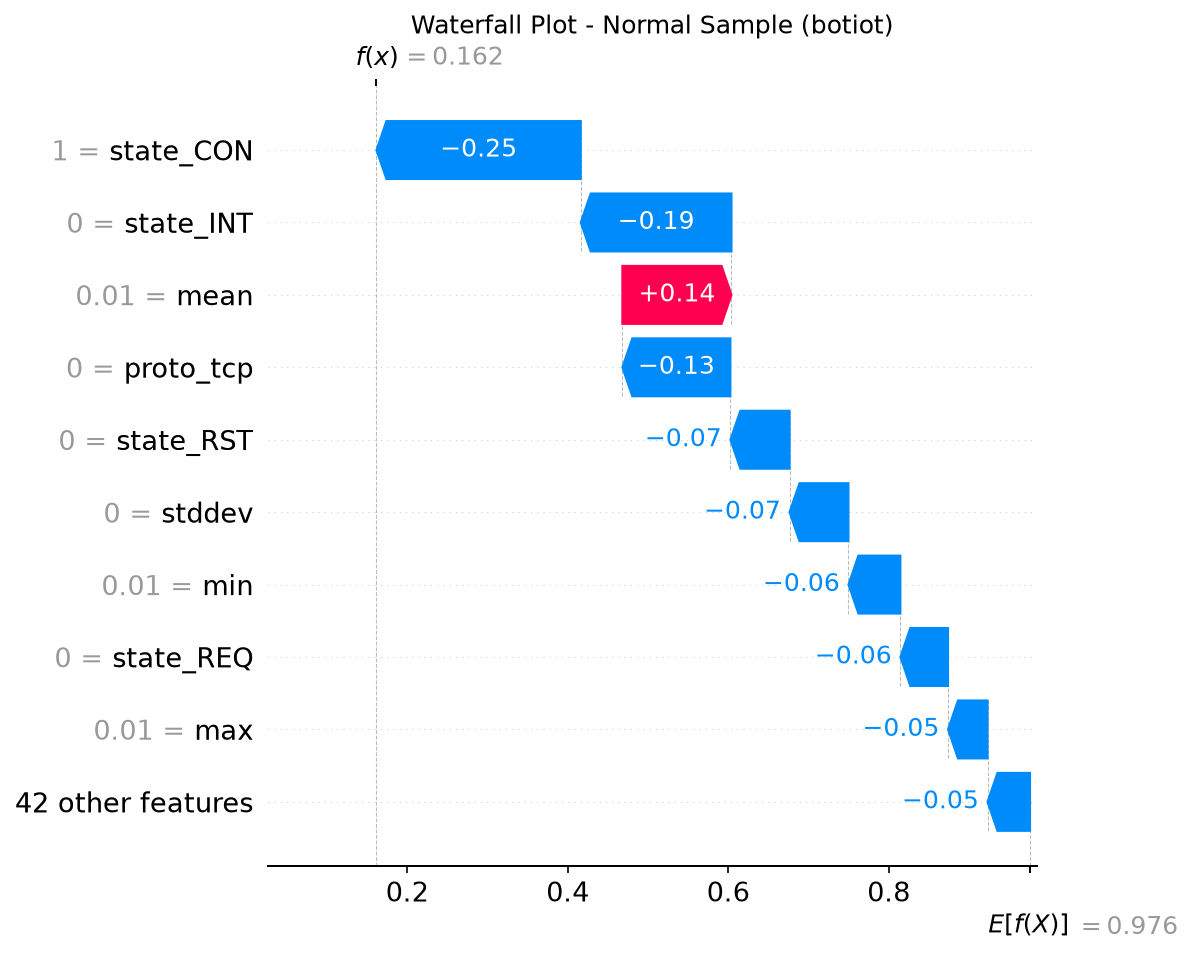 Waterfall Plot - Normal Sample (botiot)
f(x) = 0.162
1 = state_CON −0.25
0 = state_INT −0.19
0.01 = mean +0.14
0 = proto_tcp −0.13
0 = state_RST −0.07
0 = stddev −0.07
0.01 = min −0.06
0 = state_REQ −0.06
0.01 = max −0.05
42 other features −0.05
0.2 0.4 0.6 0.8
E[f(X)] = 0.976